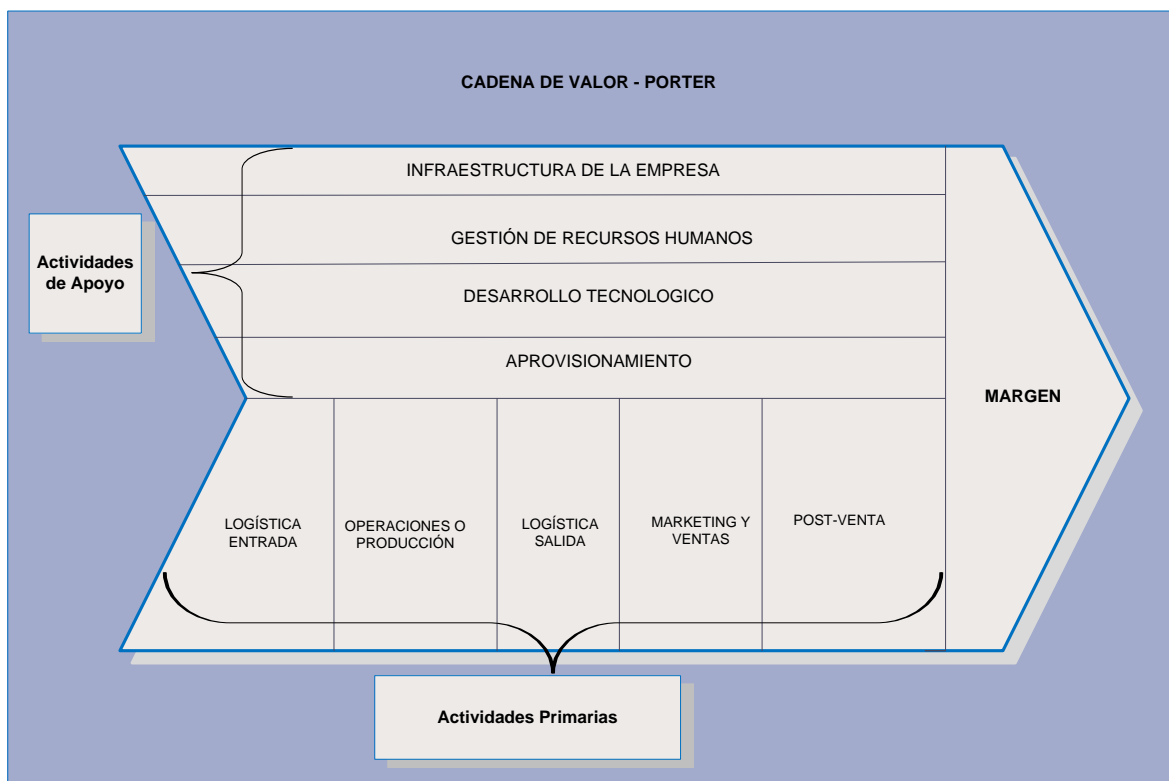 CADENA DE VALOR - PORTER
INFRAESTRUCTURA DE LA EMPRESA
GESTIÓN DE RECURSOS HUMANOS
Actividades
de Apoyo
DESARROLLO TECNOLOGICO
APROVISIONAMIENTO
MARGEN
LOGÍSTICA
ENTRADA
OPERACIONES O
PRODUCCIÓN
LOGÍSTICA
SALIDA
MARKETING Y
VENTAS
POST-VENTA
Actividades Primarias